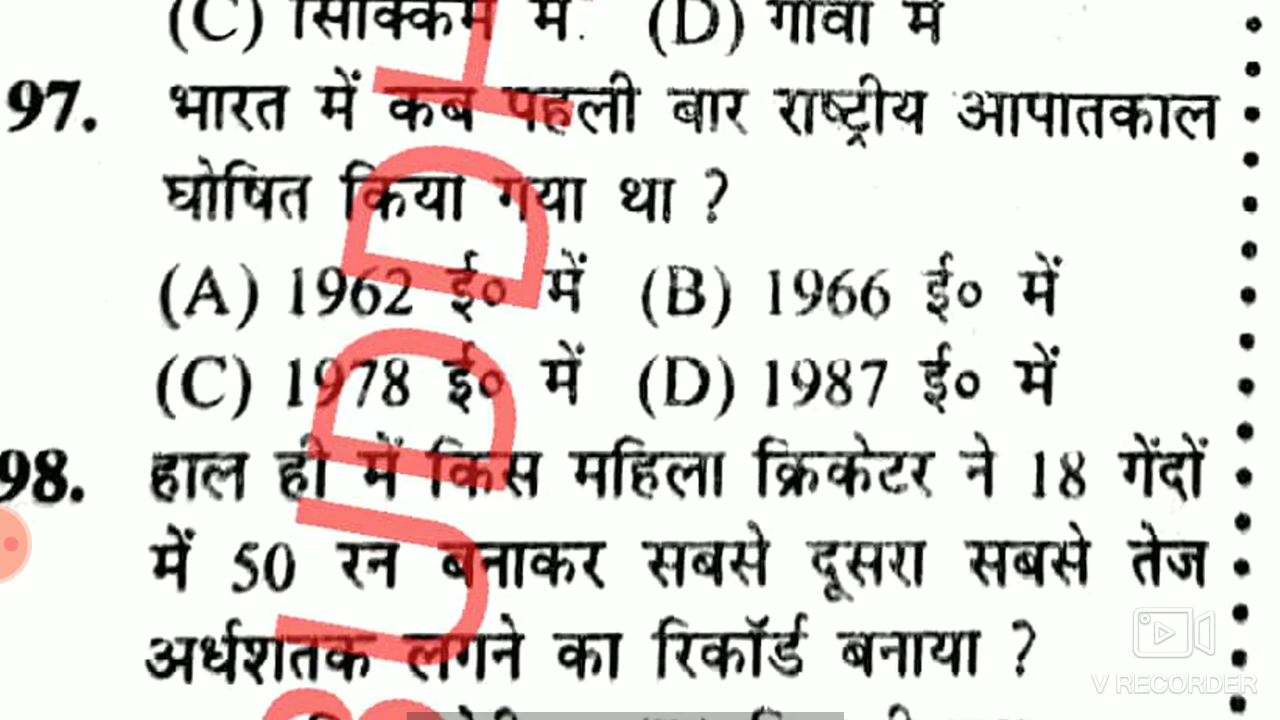 (C) सिक्किम में. (D) गोवा में
97. भारत में कब पहली बार राष्ट्रीय आपातकाल
घोषित किया गया था ?
(A) 1962 ई० में (B) 1966 ई० में
(C) 1978 ई० में (D) 1987 ई० में
98. हाल ही में किस महिला क्रिकेटर ने 18 गेंदों
में 50 रन बनाकर सबसे दूसरा सबसे तेज
अर्धशतक लगने का रिकॉर्ड बनाया ?
V RECORDER